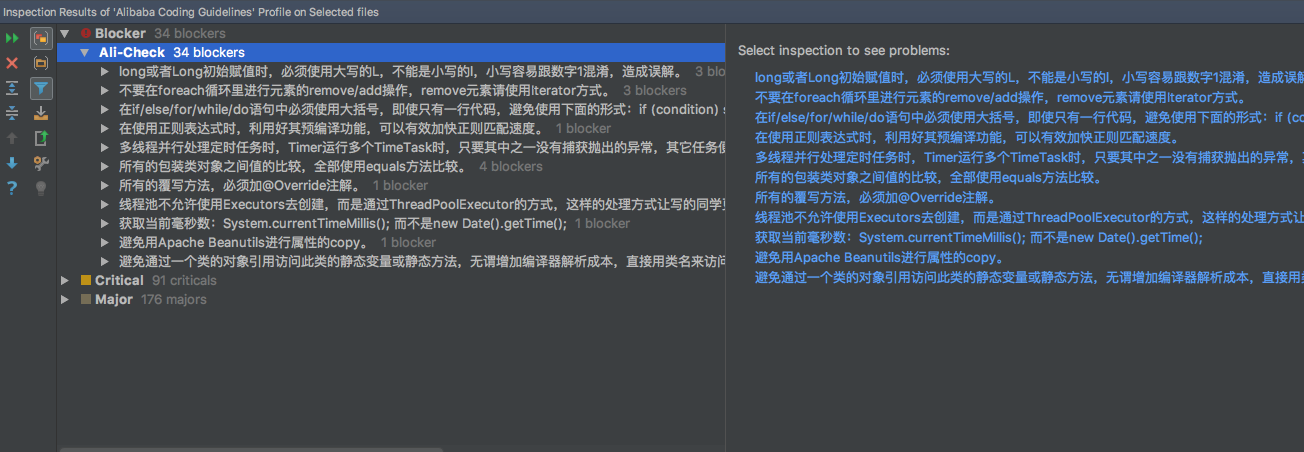 Inspection Results of 'Alibaba Coding Guidelines' Profile on Selected files
Blocker 34 blockers
Ali-Check 34 blockers
long或者Long初始赋值时，必须使用大写的L，不能是小写的l，小写容易跟数字1混淆，造成误解。 3 blo
不要在foreach循环里进行元素的remove/add操作，remove元素请使用Iterator方式。 3 blockers
在if/else/for/while/do语句中必须使用大括号，即使只有一行代码，避免使用下面的形式：if (condition) s
在使用正则表达式时，利用好其预编译功能，可以有效加快正则匹配速度。 1 blocker
多线程并行处理定时任务时，Timer运行多个TimeTask时，只要其中之一没有捕获抛出的异常，其它任务便
所有的包装类对象之间值的比较，全部使用equals方法比较。 4 blockers
所有的覆写方法，必须加@Override注解。 1 blocker
线程池不允许使用Executors去创建，而是通过ThreadPoolExecutor的方式，这样的处理方式让写的同学更
获取当前毫秒数：System.currentTimeMillis(); 而不是new Date().getTime(); 1 blocker
避免用Apache Beanutils进行属性的copy。 1 blocker
避免通过一个类的对象引用访问此类的静态变量或静态方法，无谓增加编译器解析成本，直接用类名来访问
Critical 91 criticals
Major 176 majors
Select inspection to see problems:
long或者Long初始赋值时，必须使用大写的L，不能是小写的l，小写容易跟数字1混淆，造成误解
不要在foreach循环里进行元素的remove/add操作，remove元素请使用Iterator方式。
在if/else/for/while/do语句中必须使用大括号，即使只有一行代码，避免使用下面的形式：if (co
在使用正则表达式时，利用好其预编译功能，可以有效加快正则匹配速度。
多线程并行处理定时任务时，Timer运行多个TimeTask时，只要其中之一没有捕获抛出的异常，
所有的包装类对象之间值的比较，全部使用equals方法比较。
所有的覆写方法，必须加@Override注解。
线程池不允许使用Executors去创建，而是通过ThreadPoolExecutor的方式，这样的处理方式让
获取当前毫秒数：System.currentTimeMillis(); 而不是new Date().getTime();
避免用Apache Beanutils进行属性的copy。
避免通过一个类的对象引用访问此类的静态变量或静态方法，无谓增加编译器解析成本，直接用